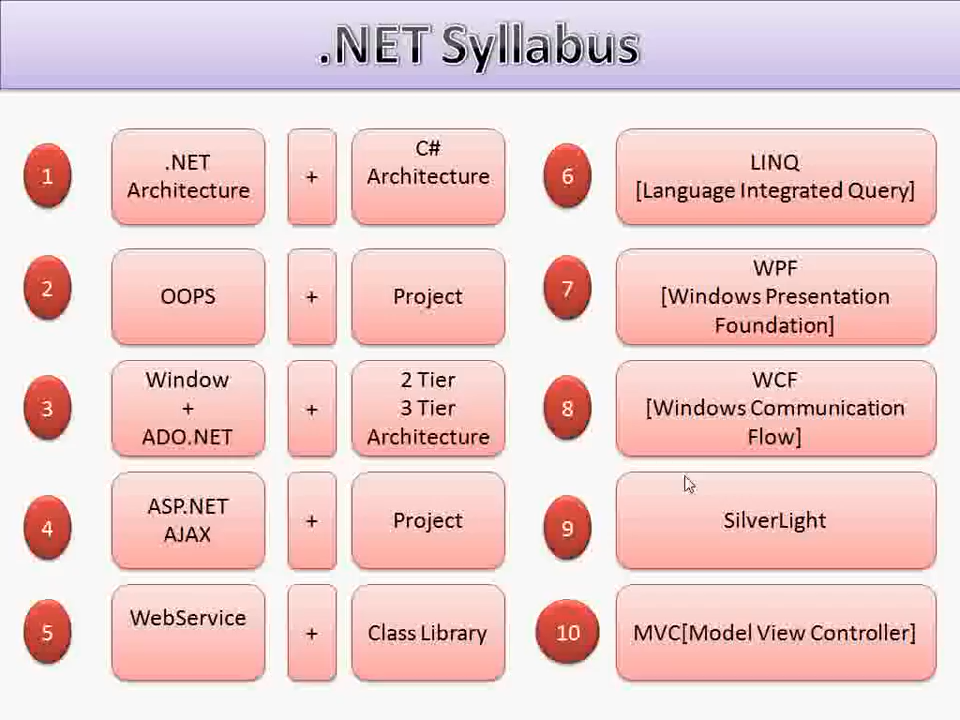 .NET Syllabus
1
.NET
Architecture
+
C#
Architecture
2
OOPS
+
Project
3
Window
+
ADO.NET
+
2 Tier
3 Tier
Architecture
4
ASP.NET
AJAX
+
Project
5
WebService
+
Class Library
6
LINQ
[Language Integrated Query]
7
WPF
[Windows Presentation
Foundation]
8
WCF
[Windows Communication
Flow]
9
SilverLight
10
MVC[Model View Controller]